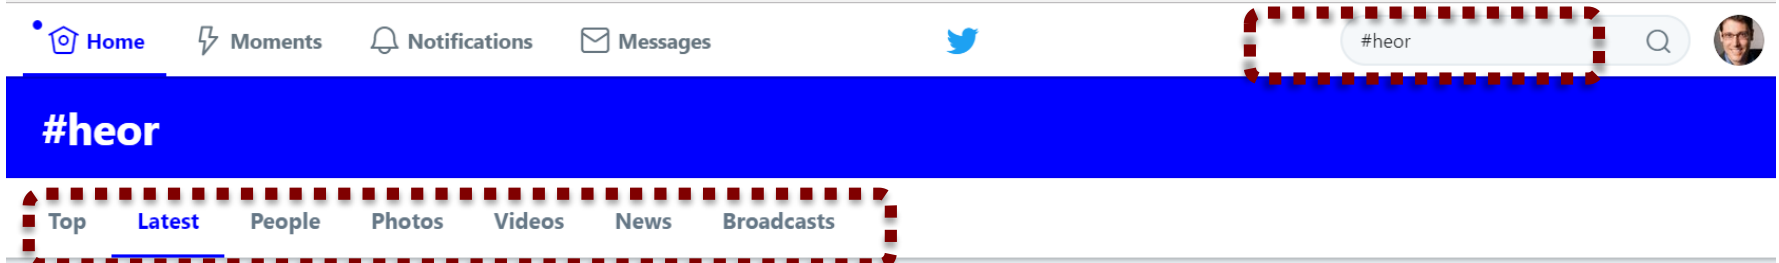 Home Moments Notifications Messages #heor
#heor
Top Latest People Photos Videos News Broadcasts